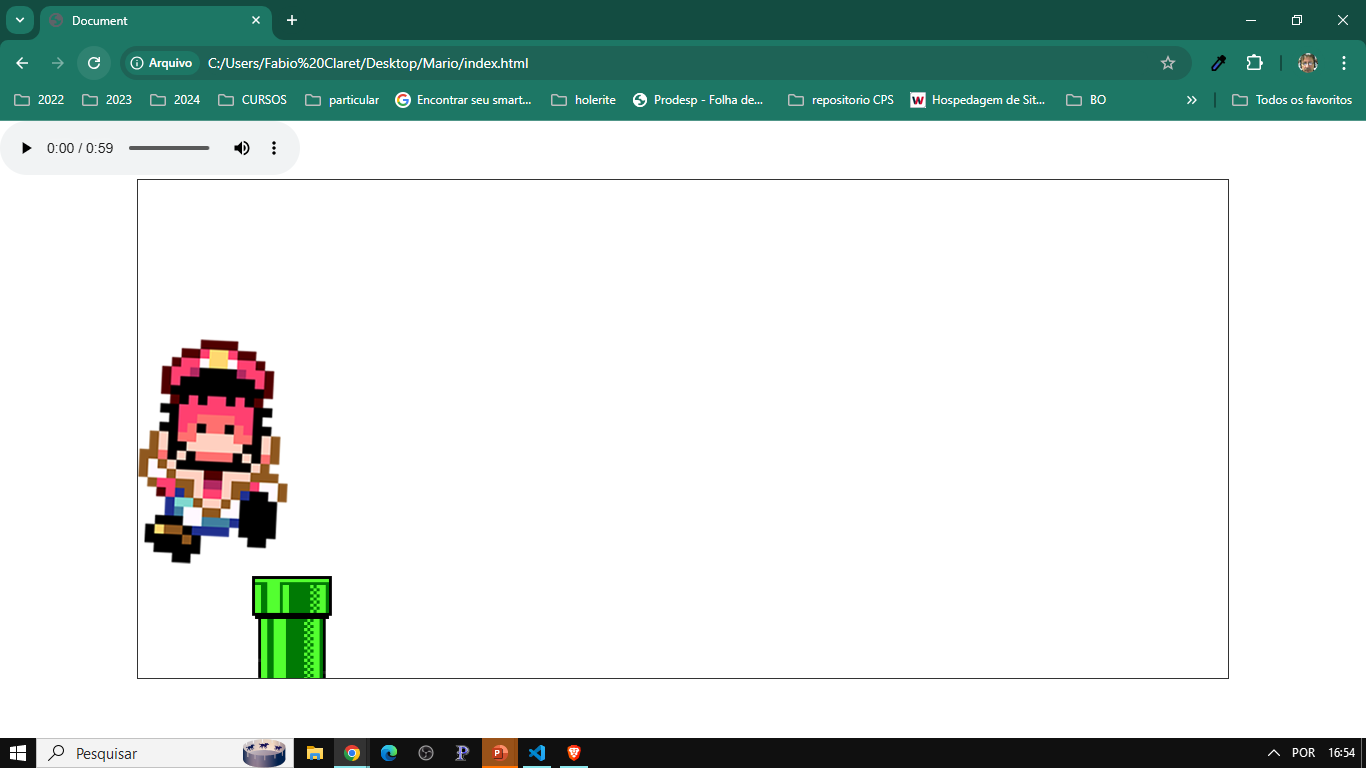 Document
Arquivo
C:/Users/Fabio%20Claret/Desktop/Mario/index.html
2022
2023
2024
CURSOS
particular
Encontrar seu smart...
holerite
Prodesp - Folha de...
repositorio CPS
Hospedagem de Sit...
BO
Todos os favoritos
0:00 / 0:59
Pesquisar
POR
16:54